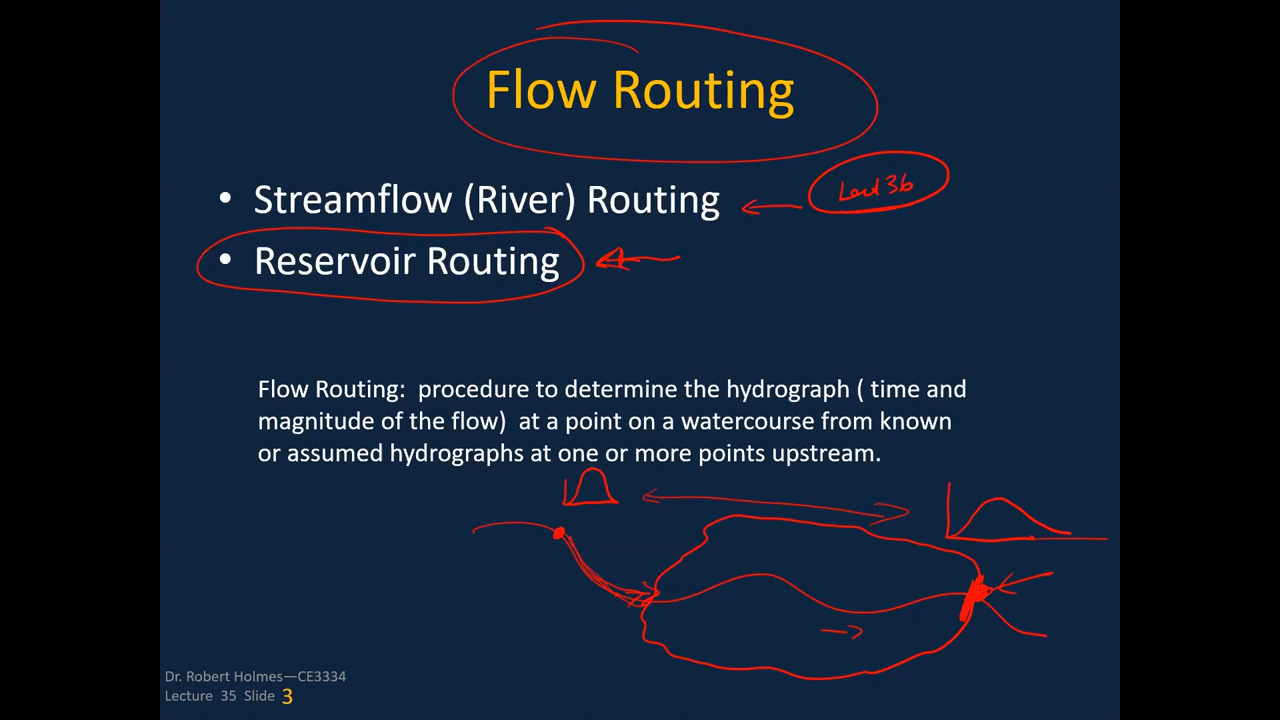 Flow Routing
• Streamflow (River) Routing
Lect 36
• Reservoir Routing
Flow Routing: procedure to determine the hydrograph ( time and
magnitude of the flow) at a point on a watercourse from known
or assumed hydrographs at one or more points upstream.
Dr. Robert Holmes—CE3334
Lecture 35 Slide 3